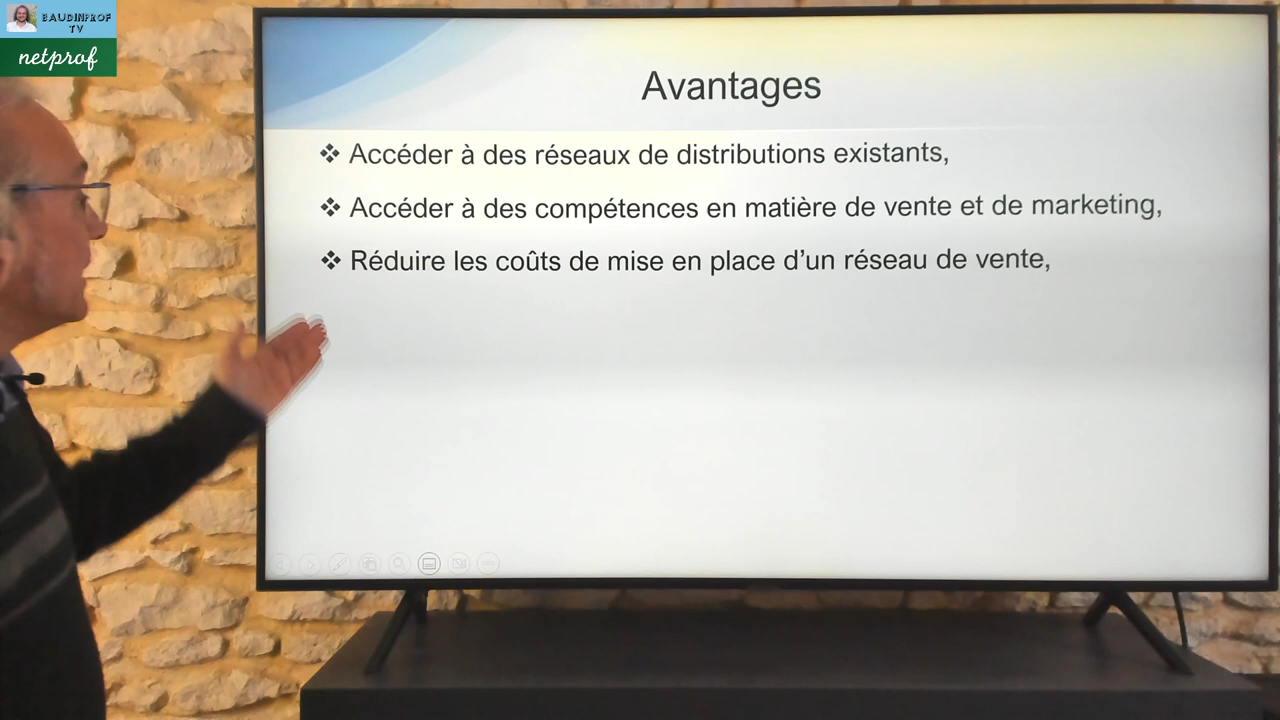 BAUDINPROF
TV
netprof
Avantages
❖ Accéder à des réseaux de distributions existants,
❖ Accéder à des compétences en matière de vente et de marketing,
❖ Réduire les coûts de mise en place d’un réseau de vente,